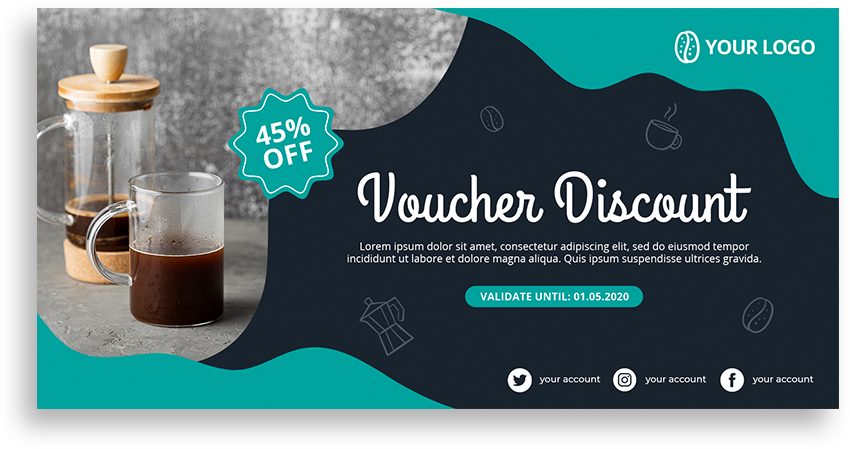 YOUR LOGO
45%
OFF
Voucher Discount
Lorem ipsum dolor sit amet, consectetur adipiscing elit, sed do eiusmod tempor
incididunt ut labore et dolore magna aliqua. Quis ipsum suspendisse ultrices gravida.
VALIDATE UNTIL: 01.05.2020
your account
your account
your account